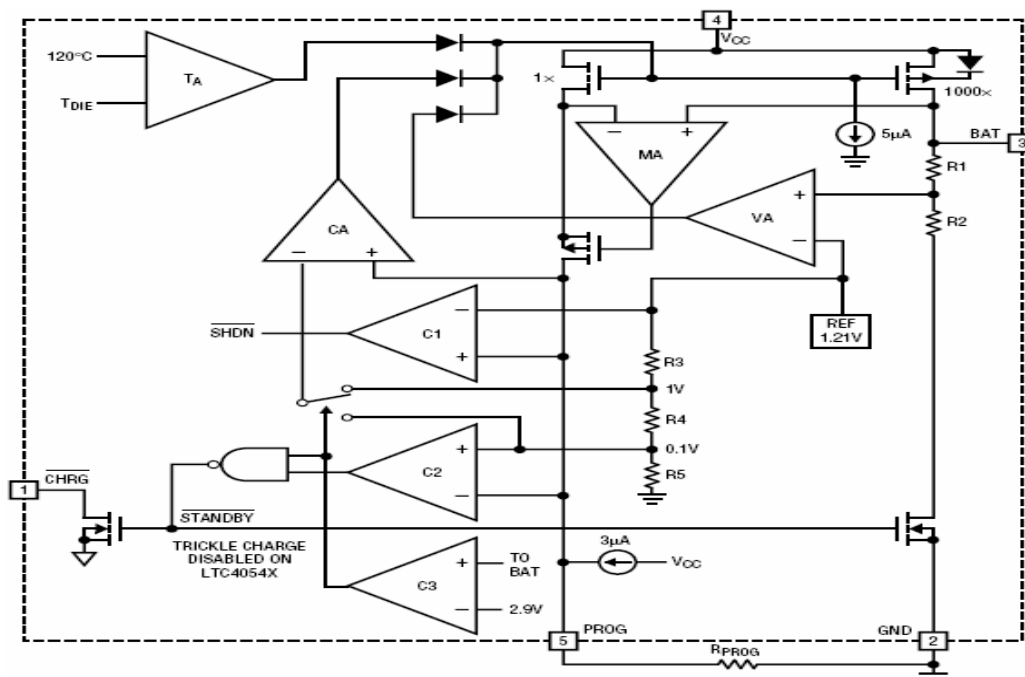 4
VCC
120°C
TA
TDIE
1×
1000×
5µA
BAT
3
−
+
MA
R1
+
VA
−
R2
CA
−
+
REF
1.21V
SHDN
−
C1
+
R3
1V
R4
+
0.1V
C2
−
R5
CHRG
1
STANDBY
TRICKLE CHARGE
DISABLED ON
LTC4054X
3µA
VCC
+
TO
BAT
C3
−
2.9V
5
PROG
GND
2
RPROG